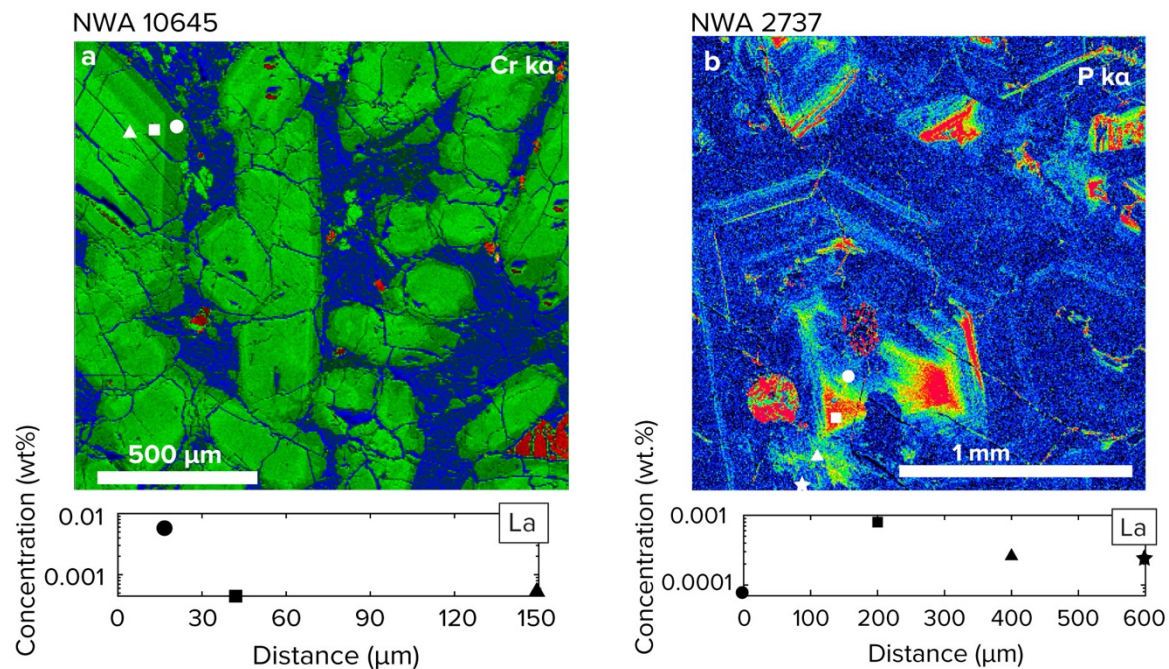 NWA 10645
a
Cr kα
500 μm
Concentration (wt%)
0.01
0.001
La
0 30 60 90 120 150
Distance (μm)
NWA 2737
b
P kα
1 mm
Concentration (wt.%)
0.001
0.0001
La
0 100 200 300 400 500 600
Distance (μm)